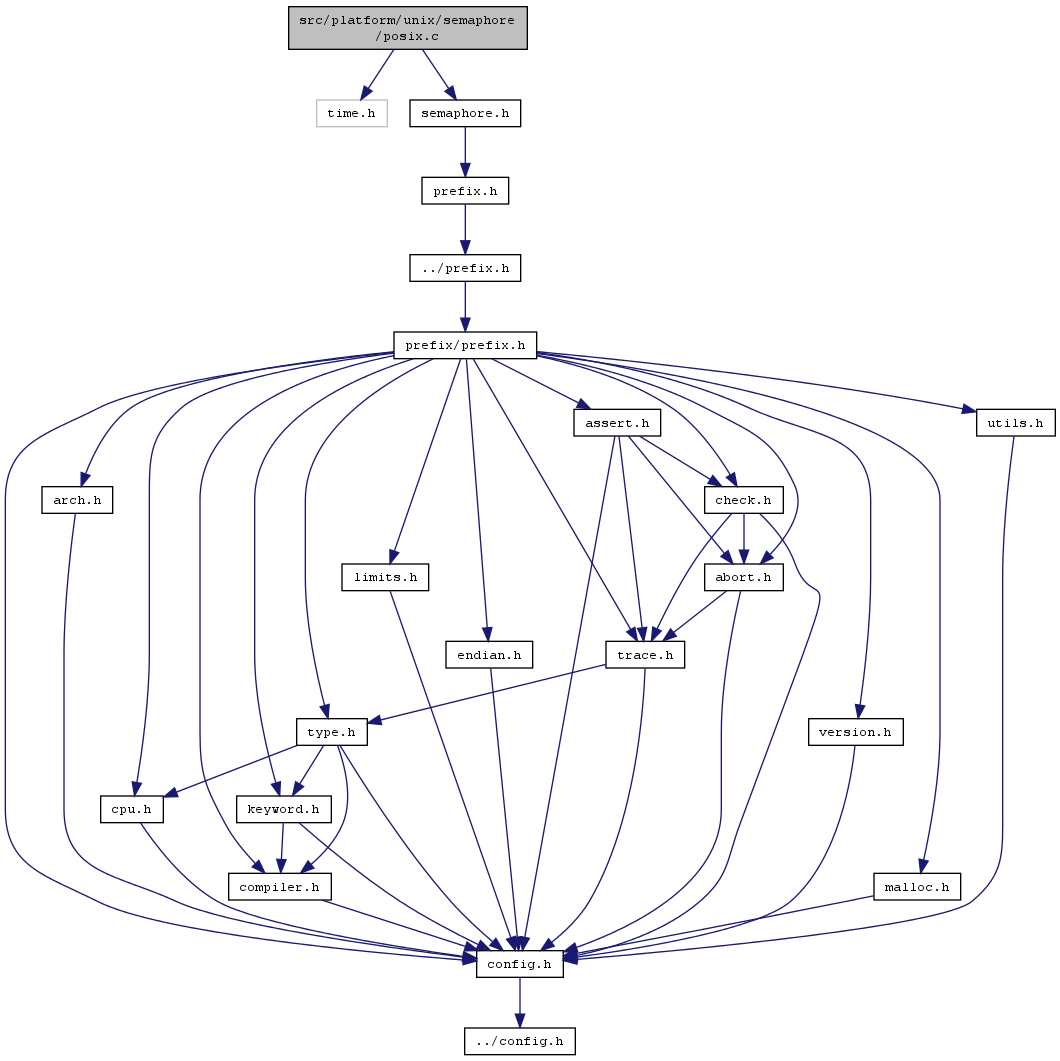 src/platform/unix/semaphore
/posix.c
time.h
semaphore.h
prefix.h
../prefix.h
prefix/prefix.h
assert.h
utils.h
arch.h
check.h
limits.h
abort.h
endian.h
trace.h
type.h
version.h
cpu.h
keyword.h
compiler.h
malloc.h
config.h
../config.h